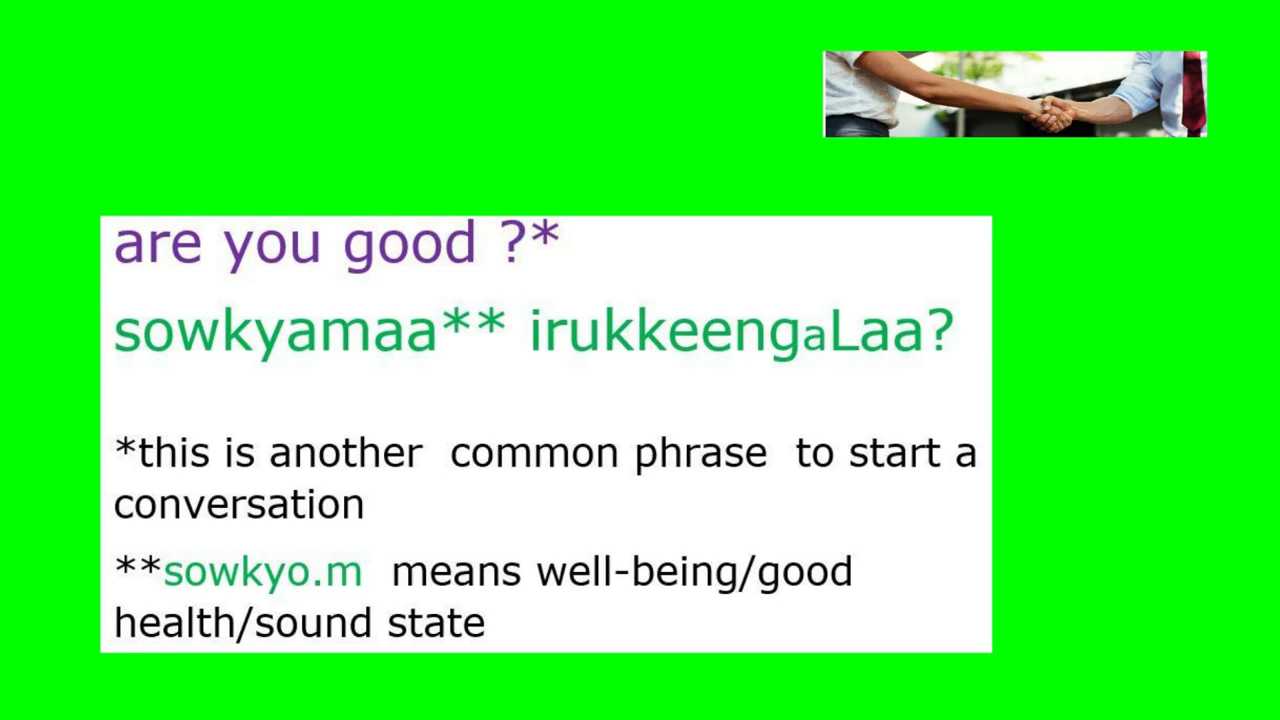 are you good ?*
sowkyamaa** irukkeengaLaa?
*this is another common phrase to start a
conversation
**sowkyo.m means well-being/good
health/sound state